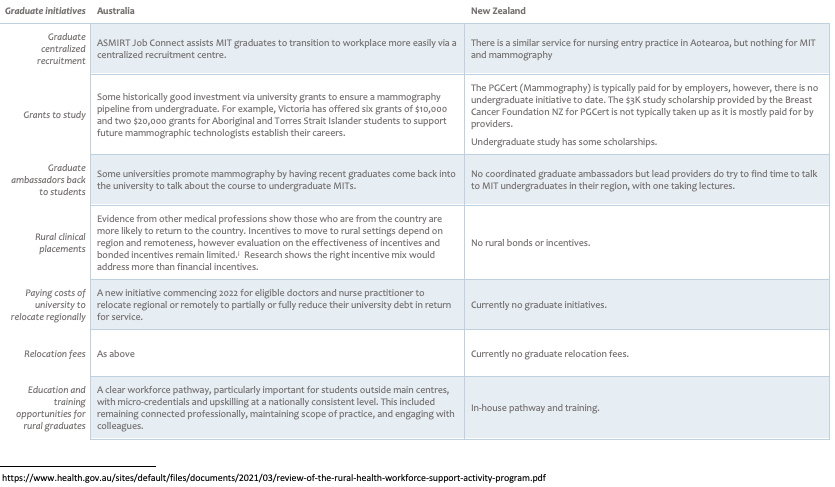 Graduate initiatives
Australia
New Zealand
Graduate
centralized
recruitment
ASMIRT Job Connect assists MIT graduates to transition to workplace more easily via a
centralized recruitment centre.
There is a similar service for nursing entry practice in Aotearoa, but nothing for MIT
and mammography
Grants to study
Some historically good investment via university grants to ensure a mammography
pipeline from undergraduate. For example, Victoria has offered six grants of $10,000
and two $20,000 grants for Aboriginal and Torres Strait Islander students to support
future mammographic technologists establish their careers.
The PGCert (Mammography) is typically paid for by employers, however, there is no
undergraduate initiative to date. The $3K study scholarship provided by the Breast
Cancer Foundation NZ for PGCert is not typically taken up as it is mostly paid for by
providers.
Undergraduate study has some scholarships.
Graduate
ambassadors back
to students
Some universities promote mammography by having recent graduates come back into
the university to talk about the course to undergraduate MITs.
No coordinated graduate ambassadors but lead providers do try to find time to talk
to MIT undergraduates in their region, with one taking lectures.
Rural clinical
placements
Evidence from other medical professions show those who are from the country are
more likely to return to the country. Incentives to move to rural settings depend on
region and remoteness, however evaluation on the effectiveness of incentives and
bonded incentives remain limited.i Research shows the right incentive mix would
address more than financial incentives.
No rural bonds or incentives.
Paying costs of
university to
relocate regionally
A new initiative commencing 2022 for eligible doctors and nurse practitioner to
relocate regional or remotely to partially or fully reduce their university debt in return
for service.
Currently no graduate initiatives.
Relocation fees
As above
Currently no graduate relocation fees.
Education and
training
opportunities for
rural graduates
A clear workforce pathway, particularly important for students outside main centres,
with micro-credentials and upskilling at a nationally consistent level. This included
remaining connected professionally, maintaining scope of practice, and engaging with
colleagues.
In-house pathway and training.
https://www.health.gov.au/sites/default/files/documents/2021/03/review-of-the-rural-health-workforce-support-activity-program.pdf